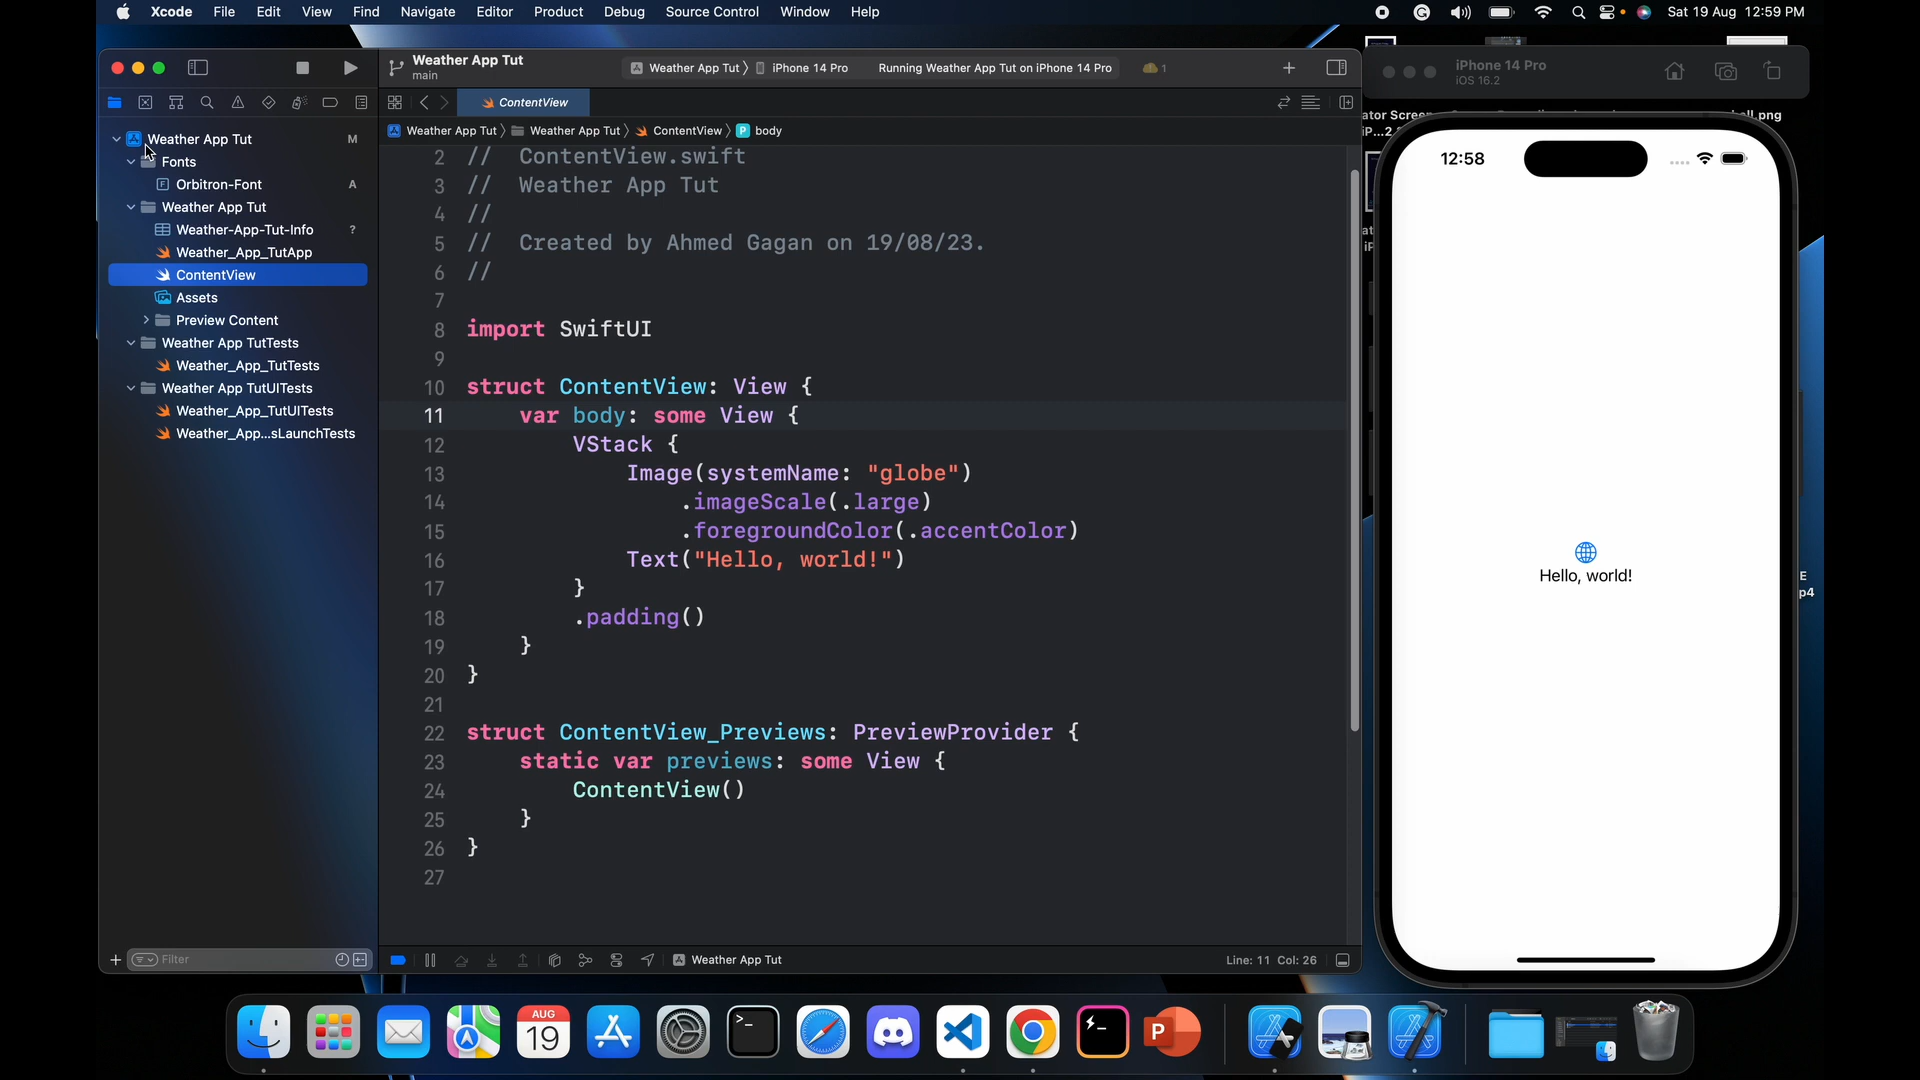 Xcode File Edit View Find Navigate Editor Product Debug Source Control Window Help Sat 19 Aug 12:59 PM
Weather App Tut
main
Weather App Tut iPhone 14 Pro Running Weather App Tut on iPhone 14 Pro 1
iPhone 14 Pro
iOS 16.2
ContentView
Weather App Tut Weather App Tut ContentView P body
Weather App Tut M
Fonts
Orbitron-Font A
Weather App Tut
Weather-App-Tut-Info ?
Weather_App_TutApp
ContentView
Assets
Preview Content
Weather App TutTests
Weather_App_TutTests
Weather App TutUITests
Weather_App_TutUITests
Weather_App...sLaunchTests
Filter
2 // ContentView.swift
3 // Weather App Tut
4 //
5 // Created by Ahmed Gagan on 19/08/23.
6 //
7
8 import SwiftUI
9
10 struct ContentView: View {
11 var body: some View {
12 VStack {
13 Image(systemName: "globe")
14 .imageScale(.large)
15 .foregroundColor(.accentColor)
16 Text("Hello, world!")
17 }
18 .padding()
19 }
20 }
21
22 struct ContentView_Previews: PreviewProvider {
23 static var previews: some View {
24 ContentView()
25 }
26 }
27
Weather App Tut Line: 11 Col: 26
12:58
Hello, world!
AUG
19
P